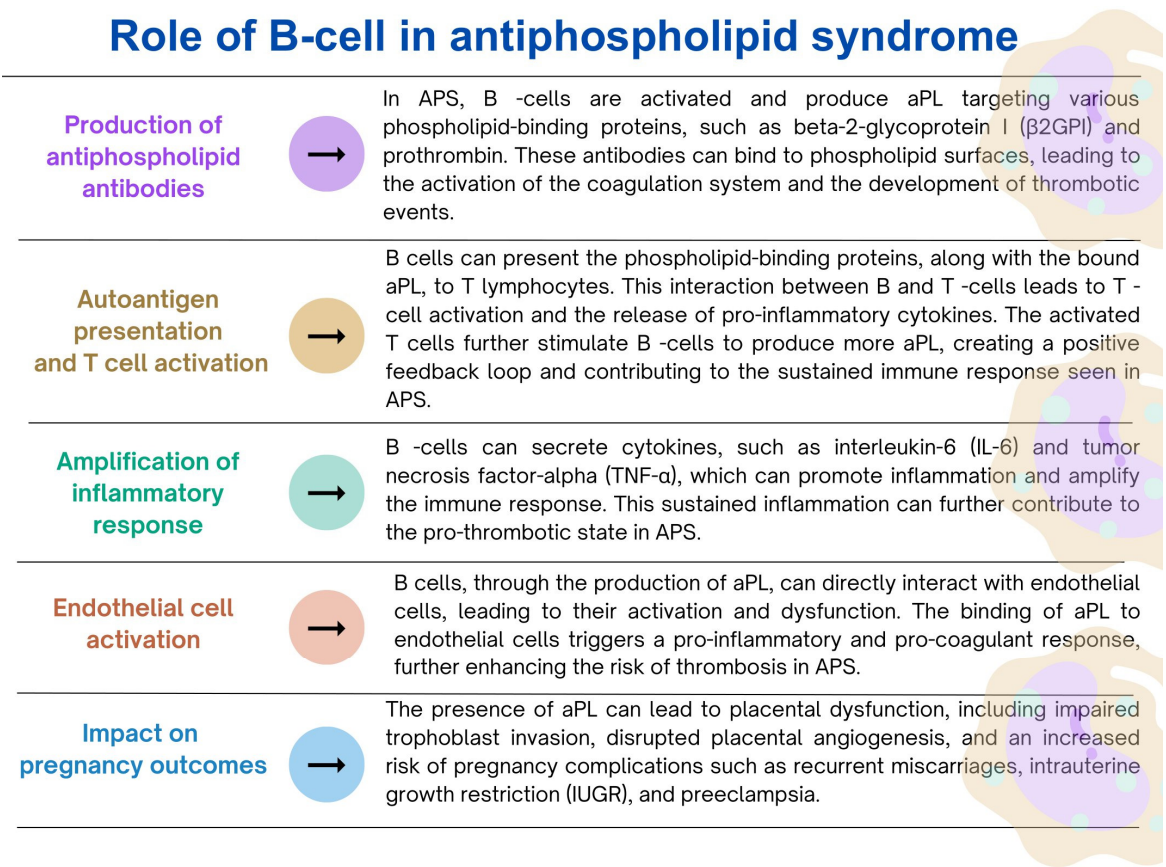 Role of B-cell in antiphospholipid syndrome
Production of
antiphospholipid
antibodies
In APS, B -cells are activated and produce aPL targeting various
phospholipid-binding proteins, such as beta-2-glycoprotein I (β2GPI) and
prothrombin. These antibodies can bind to phospholipid surfaces, leading to
the activation of the coagulation system and the development of thrombotic
events.
Autoantigen
presentation
and T cell activation
B cells can present the phospholipid-binding proteins, along with the bound
aPL, to T lymphocytes. This interaction between B and T -cells leads to T -
cell activation and the release of pro-inflammatory cytokines. The activated
T cells further stimulate B -cells to produce more aPL, creating a positive
feedback loop and contributing to the sustained immune response seen in
APS.
Amplification of
inflammatory
response
B -cells can secrete cytokines, such as interleukin-6 (IL-6) and tumor
necrosis factor-alpha (TNF-α), which can promote inflammation and amplify
the immune response. This sustained inflammation can further contribute to
the pro-thrombotic state in APS.
Endothelial cell
activation
B cells, through the production of aPL, can directly interact with endothelial
cells, leading to their activation and dysfunction. The binding of aPL to
endothelial cells triggers a pro-inflammatory and pro-coagulant response,
further enhancing the risk of thrombosis in APS.
Impact on
pregnancy outcomes
The presence of aPL can lead to placental dysfunction, including impaired
trophoblast invasion, disrupted placental angiogenesis, and an increased
risk of pregnancy complications such as recurrent miscarriages, intrauterine
growth restriction (IUGR), and preeclampsia.